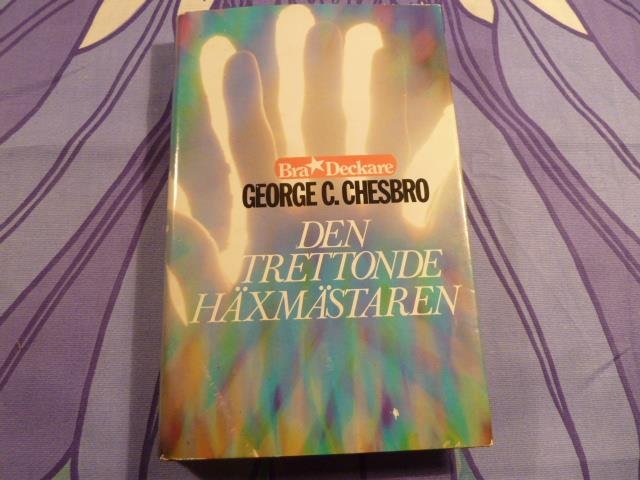 Bra★Deckare
GEORGE C. CHESBRO
DEN
TRETTONDE
HÄXMÄSTAREN